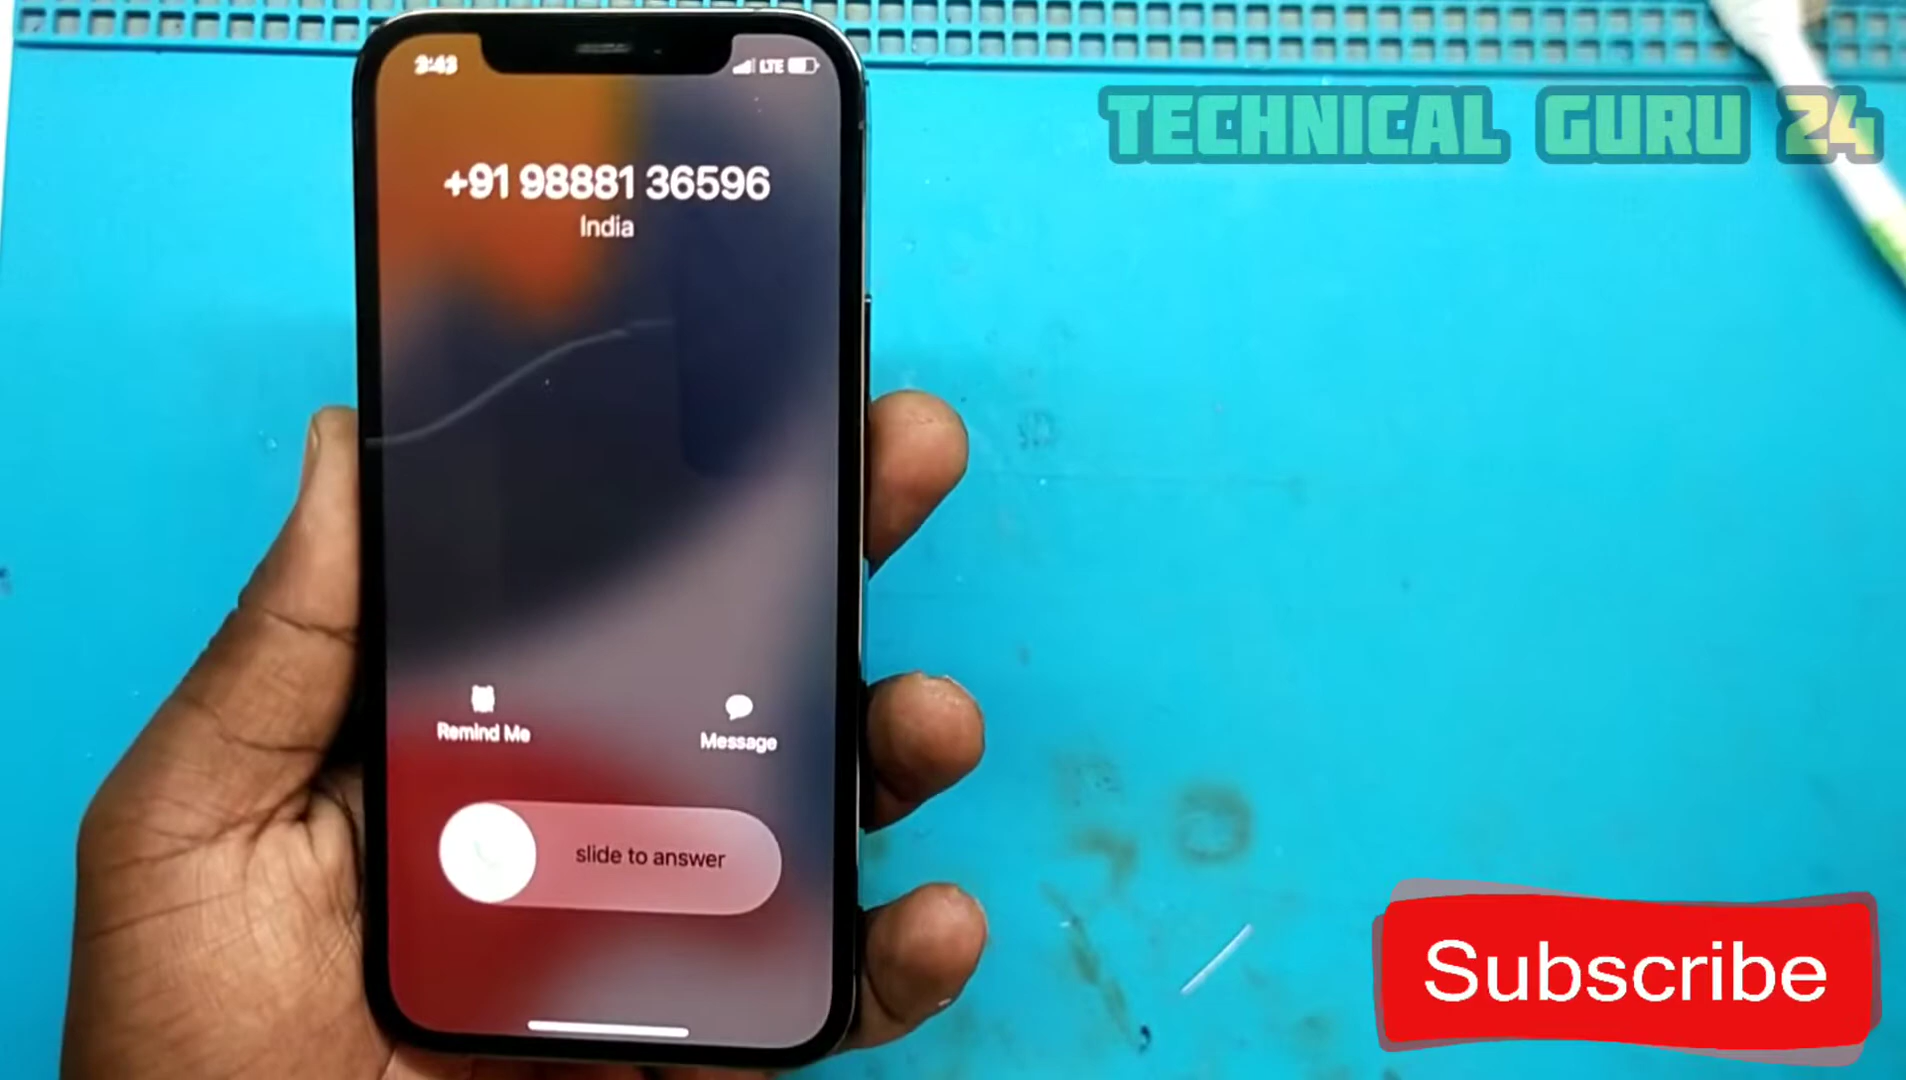 3:43
LTE
TECHNICAL GURU 24
+91 98881 36596
India
Remind Me
Message
slide to answer
Subscribe